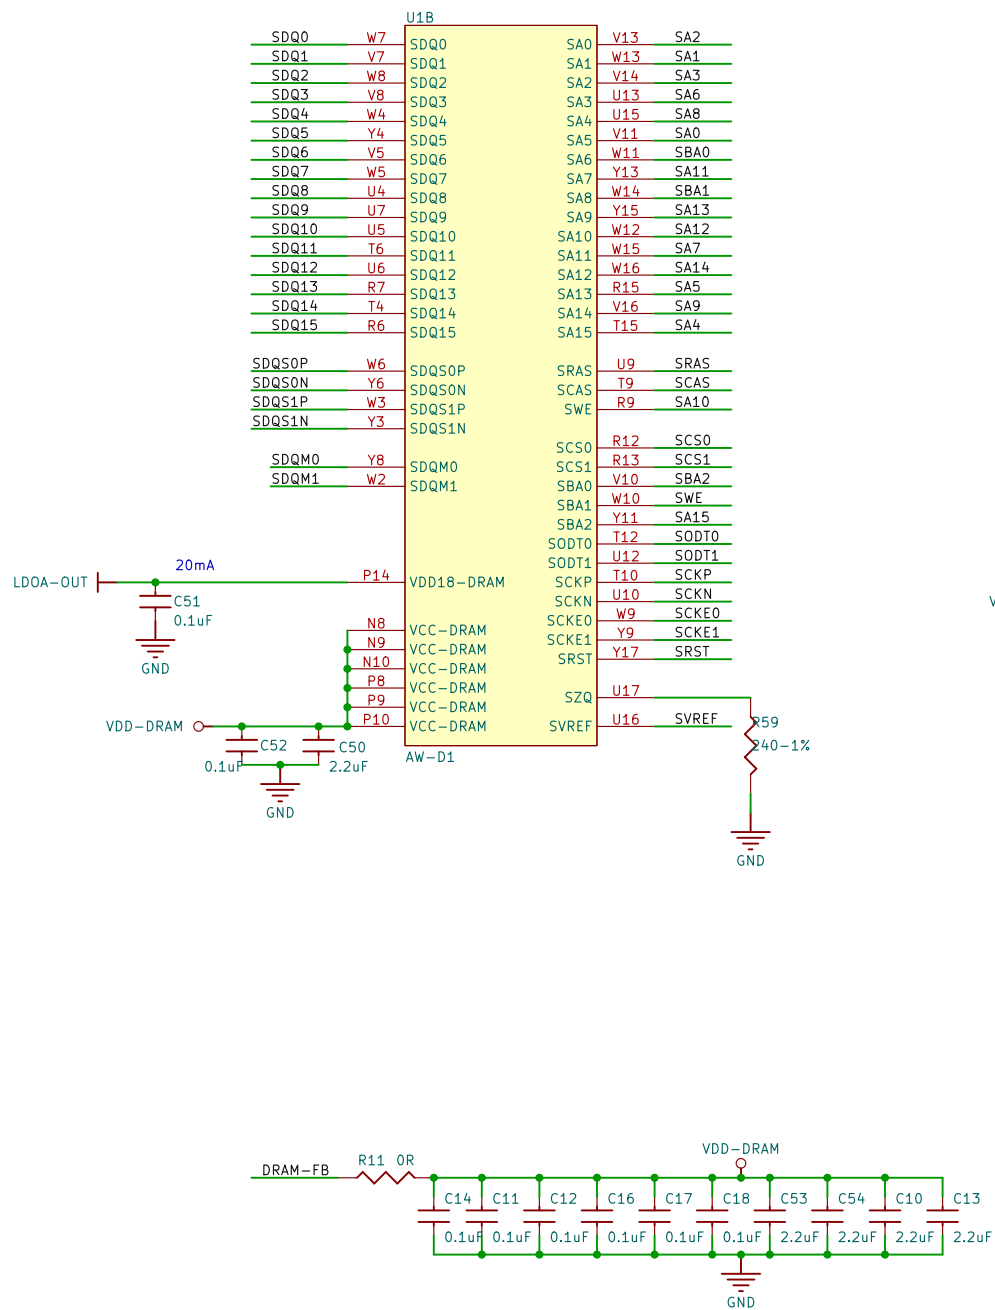 U1B
SDQ0 W7 SDQ0 SA0 V13 SA2
SDQ1 V7 SDQ1 SA1 W13 SA1
SDQ2 W8 SDQ2 SA2 V14 SA3
SDQ3 V8 SDQ3 SA3 U13 SA6
SDQ4 W4 SDQ4 SA4 U15 SA8
SDQ5 Y4 SDQ5 SA5 V11 SA0
SDQ6 V5 SDQ6 SA6 W11 SBA0
SDQ7 W5 SDQ7 SA7 Y13 SA11
SDQ8 U4 SDQ8 SA8 W14 SBA1
SDQ9 U7 SDQ9 SA9 Y15 SA13
SDQ10 U5 SDQ10 SA10 W12 SA12
SDQ11 T6 SDQ11 SA11 W15 SA7
SDQ12 U6 SDQ12 SA12 W16 SA14
SDQ13 R7 SDQ13 SA13 R15 SA5
SDQ14 T4 SDQ14 SA14 V16 SA9
SDQ15 R6 SDQ15 SA15 T15 SA4
SDQS0P W6 SDQS0P SRAS U9 SRAS
SDQS0N Y6 SDQS0N SCAS T9 SCAS
SDQS1P W3 SDQS1P SWE R9 SA10
SDQS1N Y3 SDQS1N
SCS0 R12 SCS0
SDQM0 Y8 SDQM0 SCS1 R13 SCS1
SDQM1 W2 SDQM1 SBA0 V10 SBA2
SBA1 W10 SWE
SBA2 Y11 SA15
SODT0 T12 SODT0
20mA SODT1 U12 SODT1
LDOA-OUT P14 VDD18-DRAM SCKP T10 SCKP
C51 SCKN U10 SCKN
0.1uF SCKE0 W9 SCKE0
N8 VCC-DRAM SCKE1 Y9 SCKE1
N9 VCC-DRAM SRST Y17 SRST
GND N10 VCC-DRAM
P8 VCC-DRAM SZQ U17
P9 VCC-DRAM
VDD-DRAM P10 VCC-DRAM SVREF U16 SVREF R59
C52 C50 240-1%
0.1uF 2.2uF AW-D1
GND
GND
VDD-DRAM
DRAM-FB R11 0R
C14 C11 C12 C16 C17 C18 C53 C54 C10 C13
0.1uF 0.1uF 0.1uF 0.1uF 0.1uF 0.1uF 2.2uF 2.2uF 2.2uF 2.2uF
GND